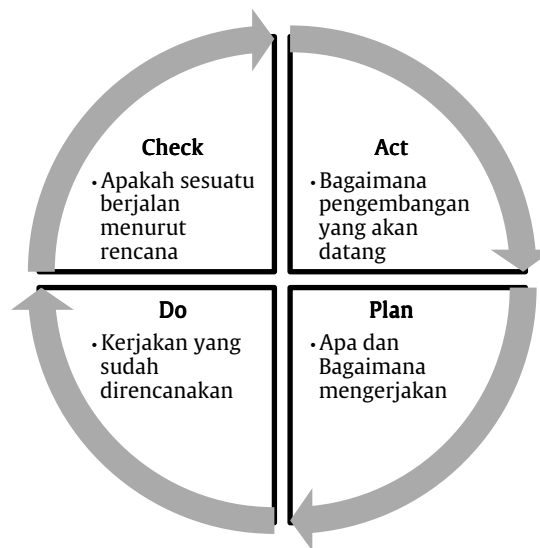 Check
• Apakah sesuatu
berjalan
menurut
rencana
Act
• Bagaimana
pengembangan
yang akan
datang
Do
• Kerjakan yang
sudah
direncanakan
Plan
• Apa dan
Bagaimana
mengerjakan